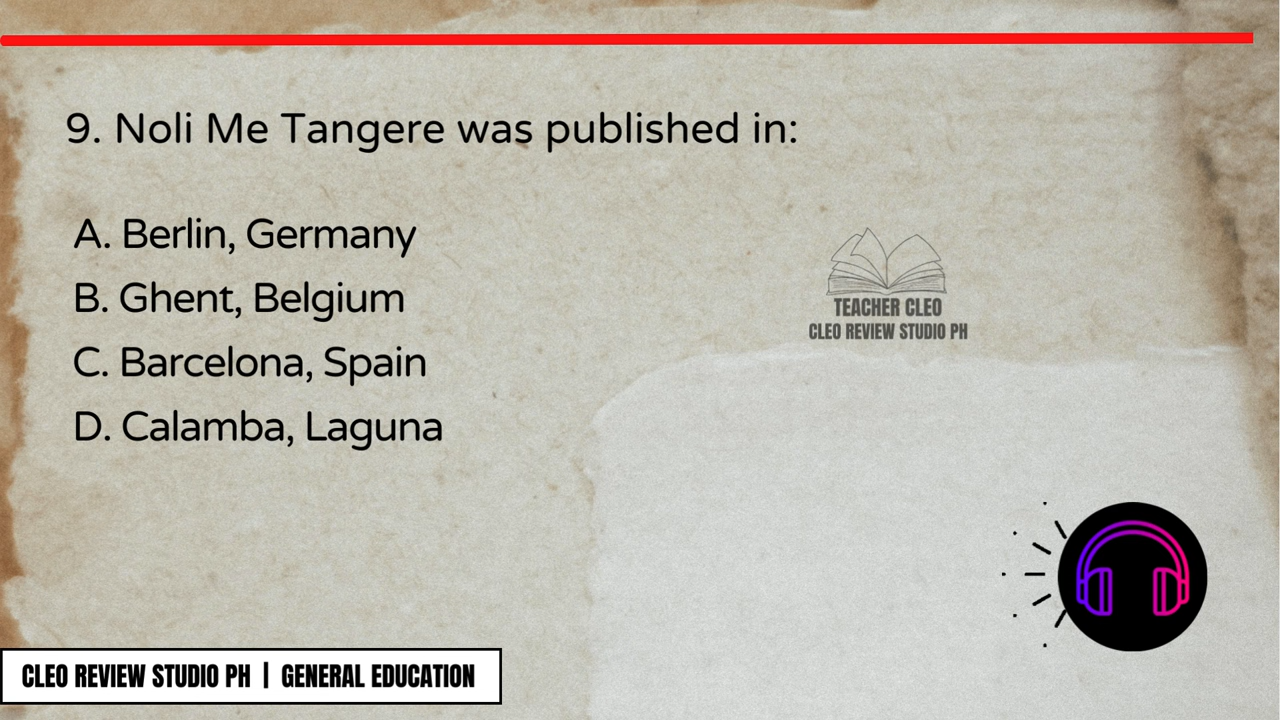 9. Noli Me Tangere was published in:
A. Berlin, Germany
B. Ghent, Belgium
C. Barcelona, Spain
D. Calamba, Laguna
TEACHER CLEO
CLEO REVIEW STUDIO PH
CLEO REVIEW STUDIO PH | GENERAL EDUCATION